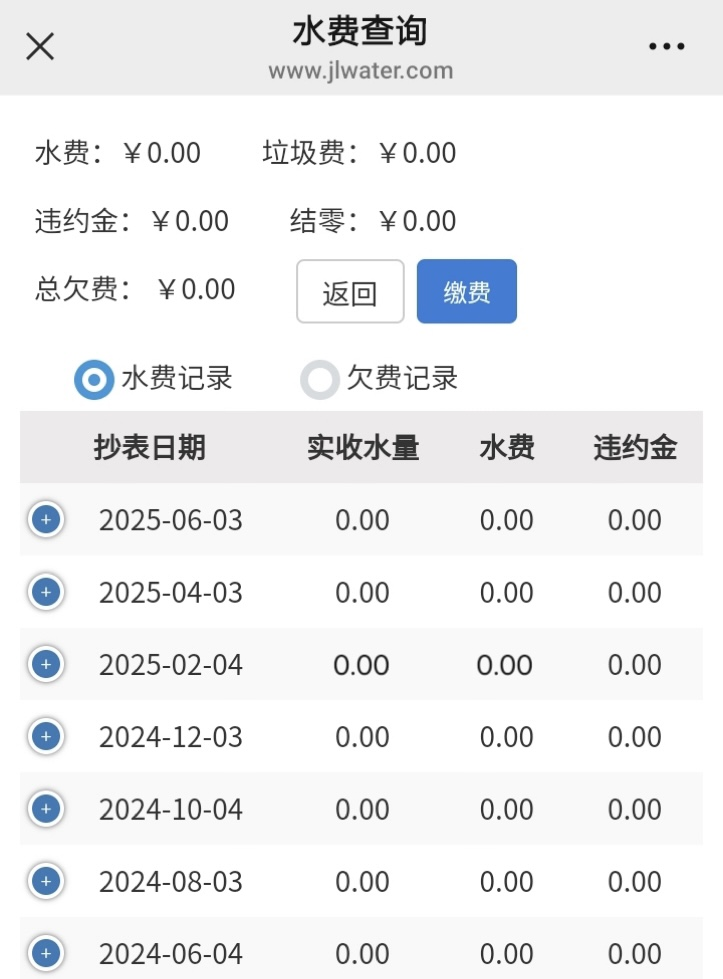 水费查询
www.jlwater.com
水费：￥0.00 垃圾费：￥0.00
违约金：￥0.00 结零：￥0.00
总欠费：￥0.00 返回 缴费
水费记录 欠费记录
抄表日期 实收水量 水费 违约金
2025-06-03 0.00 0.00 0.00
2025-04-03 0.00 0.00 0.00
2025-02-04 0.00 0.00 0.00
2024-12-03 0.00 0.00 0.00
2024-10-04 0.00 0.00 0.00
2024-08-03 0.00 0.00 0.00
2024-06-04 0.00 0.00 0.00